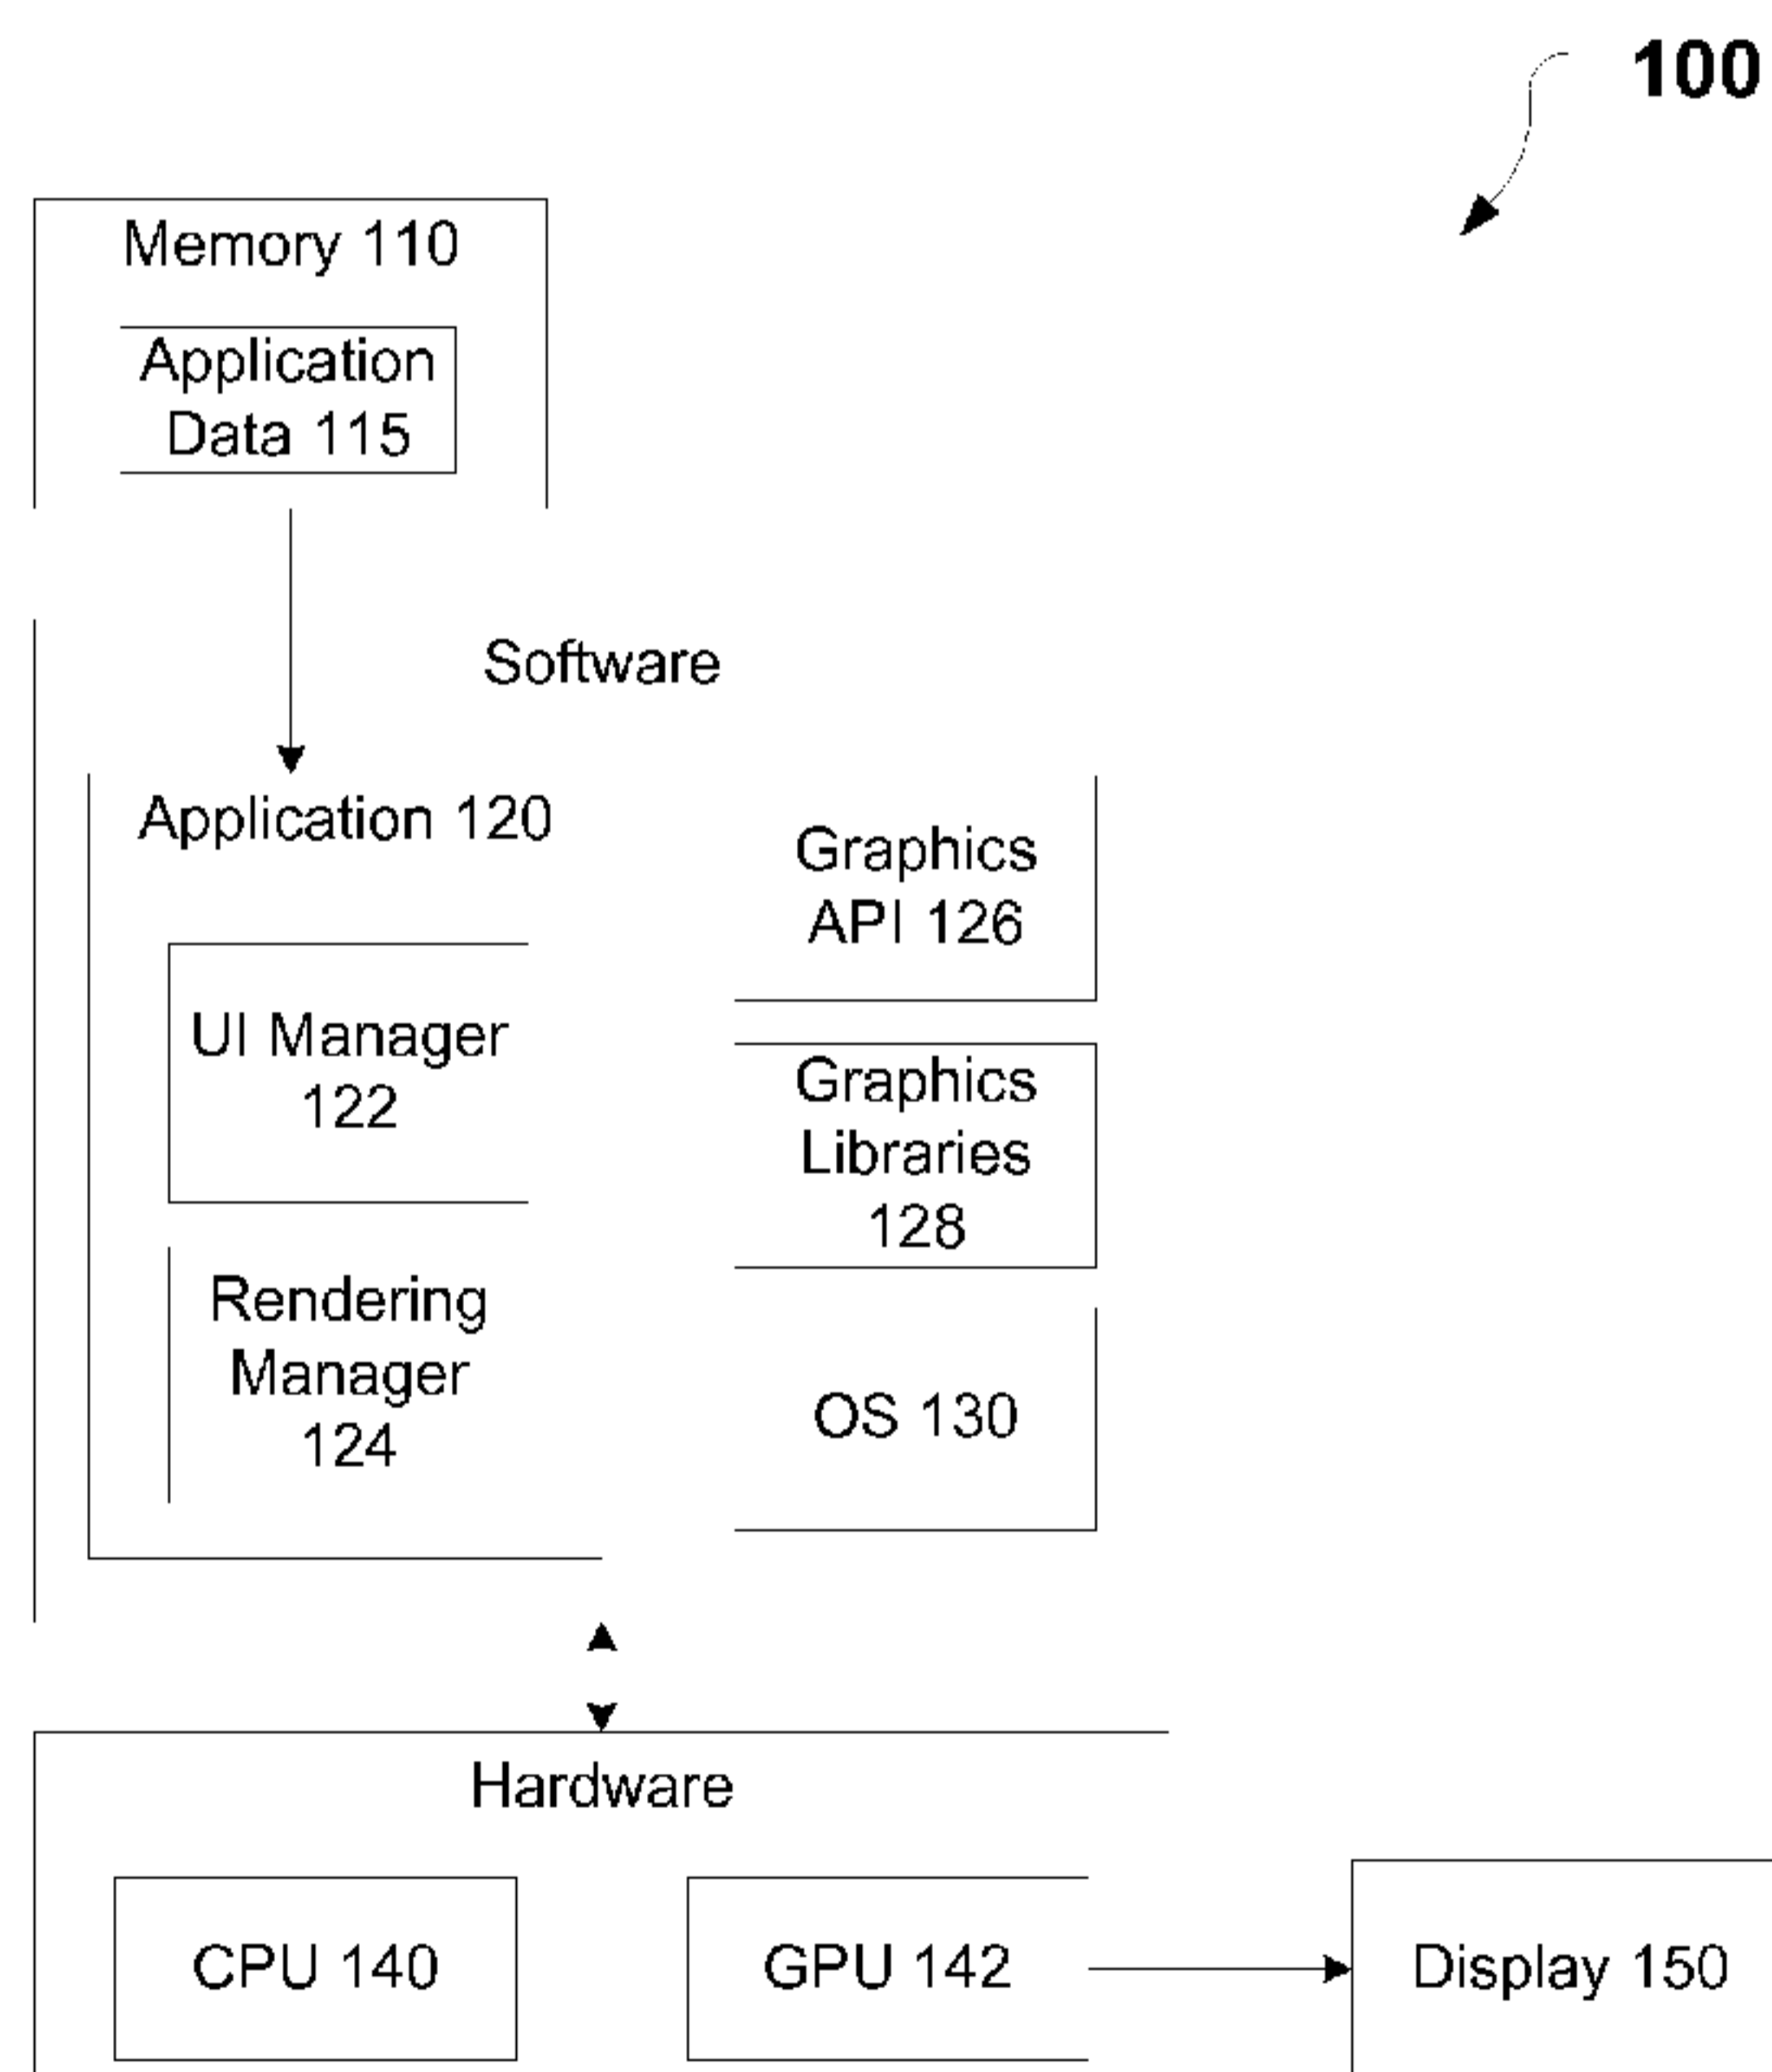 100
Memory 110
Application
Data 115
Software
Application 120
UI Manager
122
Rendering
Manager
124
Graphics
API 126
Graphics
Libraries
128
OS 130
Hardware
CPU 140
GPU 142
Display 150